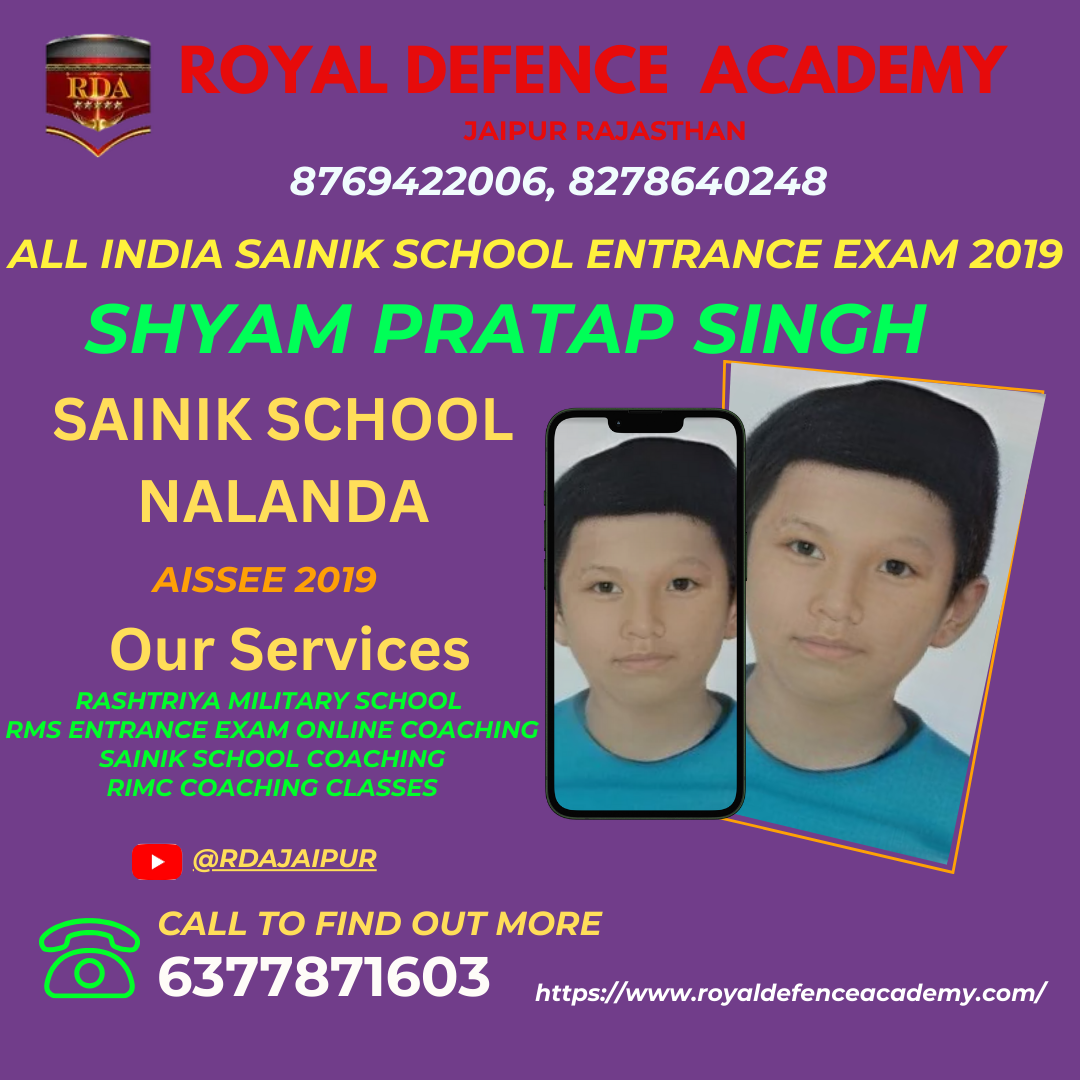 RDA
ROYAL DEFENCE ACADEMY
JAIPUR RAJASTHAN
8769422006, 8278640248
ALL INDIA SAINIK SCHOOL ENTRANCE EXAM 2019
SHYAM PRATAP SINGH
SAINIK SCHOOL
NALANDA
AISSEE 2019
Our Services
RASHTRIYA MILITARY SCHOOL
RMS ENTRANCE EXAM ONLINE COACHING
SAINIK SCHOOL COACHING
RIMC COACHING CLASSES
@RDAJAIPUR
CALL TO FIND OUT MORE
6377871603
https://www.royaldefenceacademy.com/